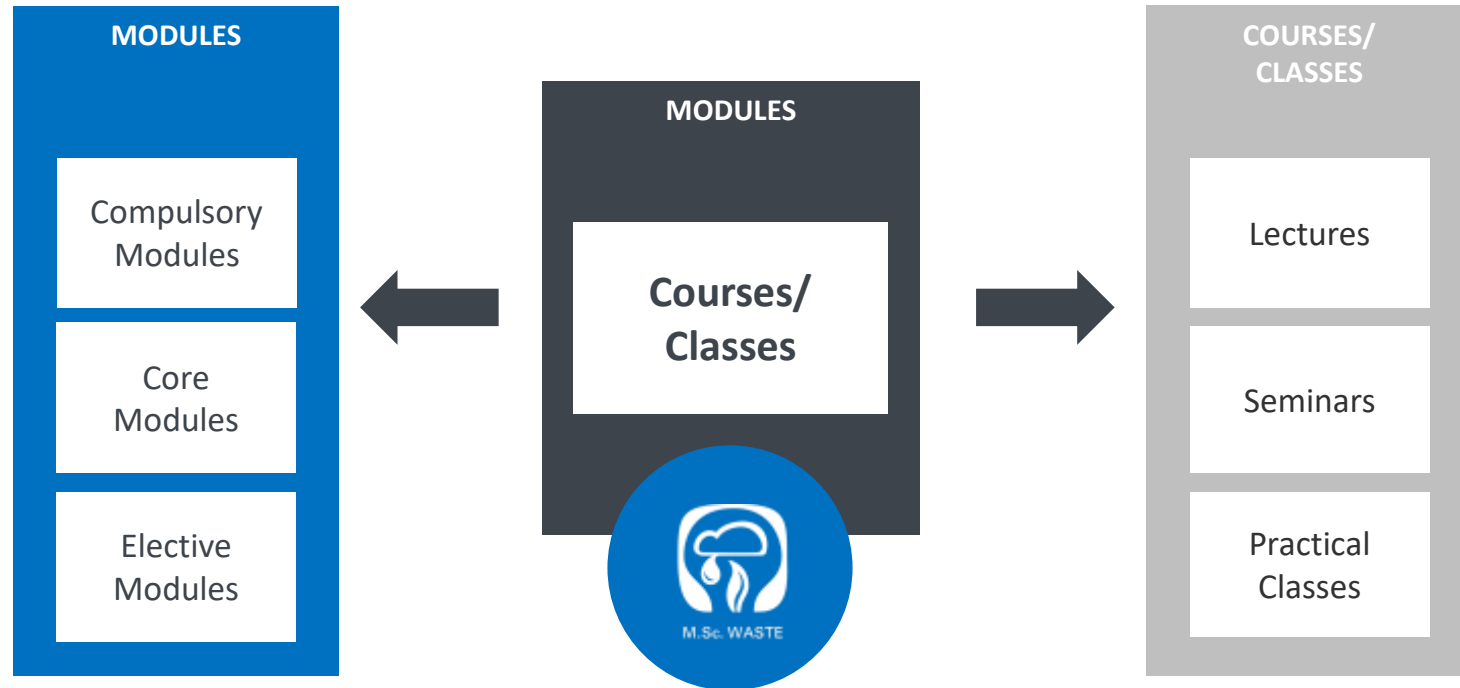 MODULES
Compulsory
Modules
Core
Modules
Elective
Modules
MODULES
Courses/
Classes
M.Sc. WASTE
COURSES/
CLASSES
Lectures
Seminars
Practical
Classes